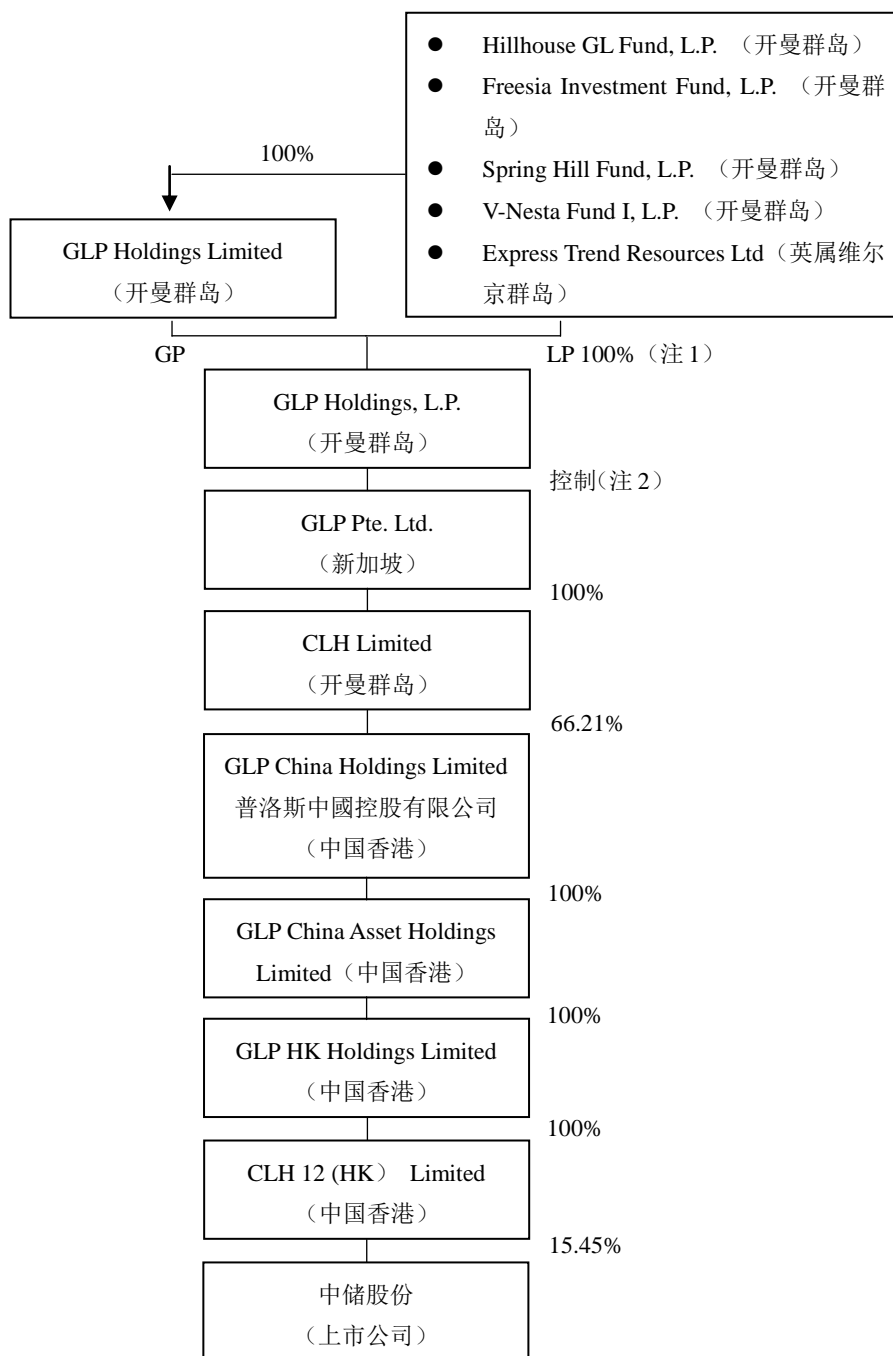 ● Hillhouse GL Fund, L.P. （开曼群岛）
● Freesia Investment Fund, L.P. （开曼群
岛）
● Spring Hill Fund, L.P. （开曼群岛）
● V-Nesta Fund I, L.P. （开曼群岛）
● Express Trend Resources Ltd（英属维尔
京群岛）
100%
GLP Holdings Limited
（开曼群岛）
GP
LP 100%（注 1）
GLP Holdings, L.P.
（开曼群岛）
控制(注 2）
GLP Pte. Ltd.
（新加坡）
100%
CLH Limited
（开曼群岛）
66.21%
GLP China Holdings Limited
普洛斯中國控股有限公司
（中国香港）
100%
GLP China Asset Holdings
Limited（中国香港）
100%
GLP HK Holdings Limited
（中国香港）
100%
CLH 12 (HK） Limited
（中国香港）
15.45%
中储股份
（上市公司）